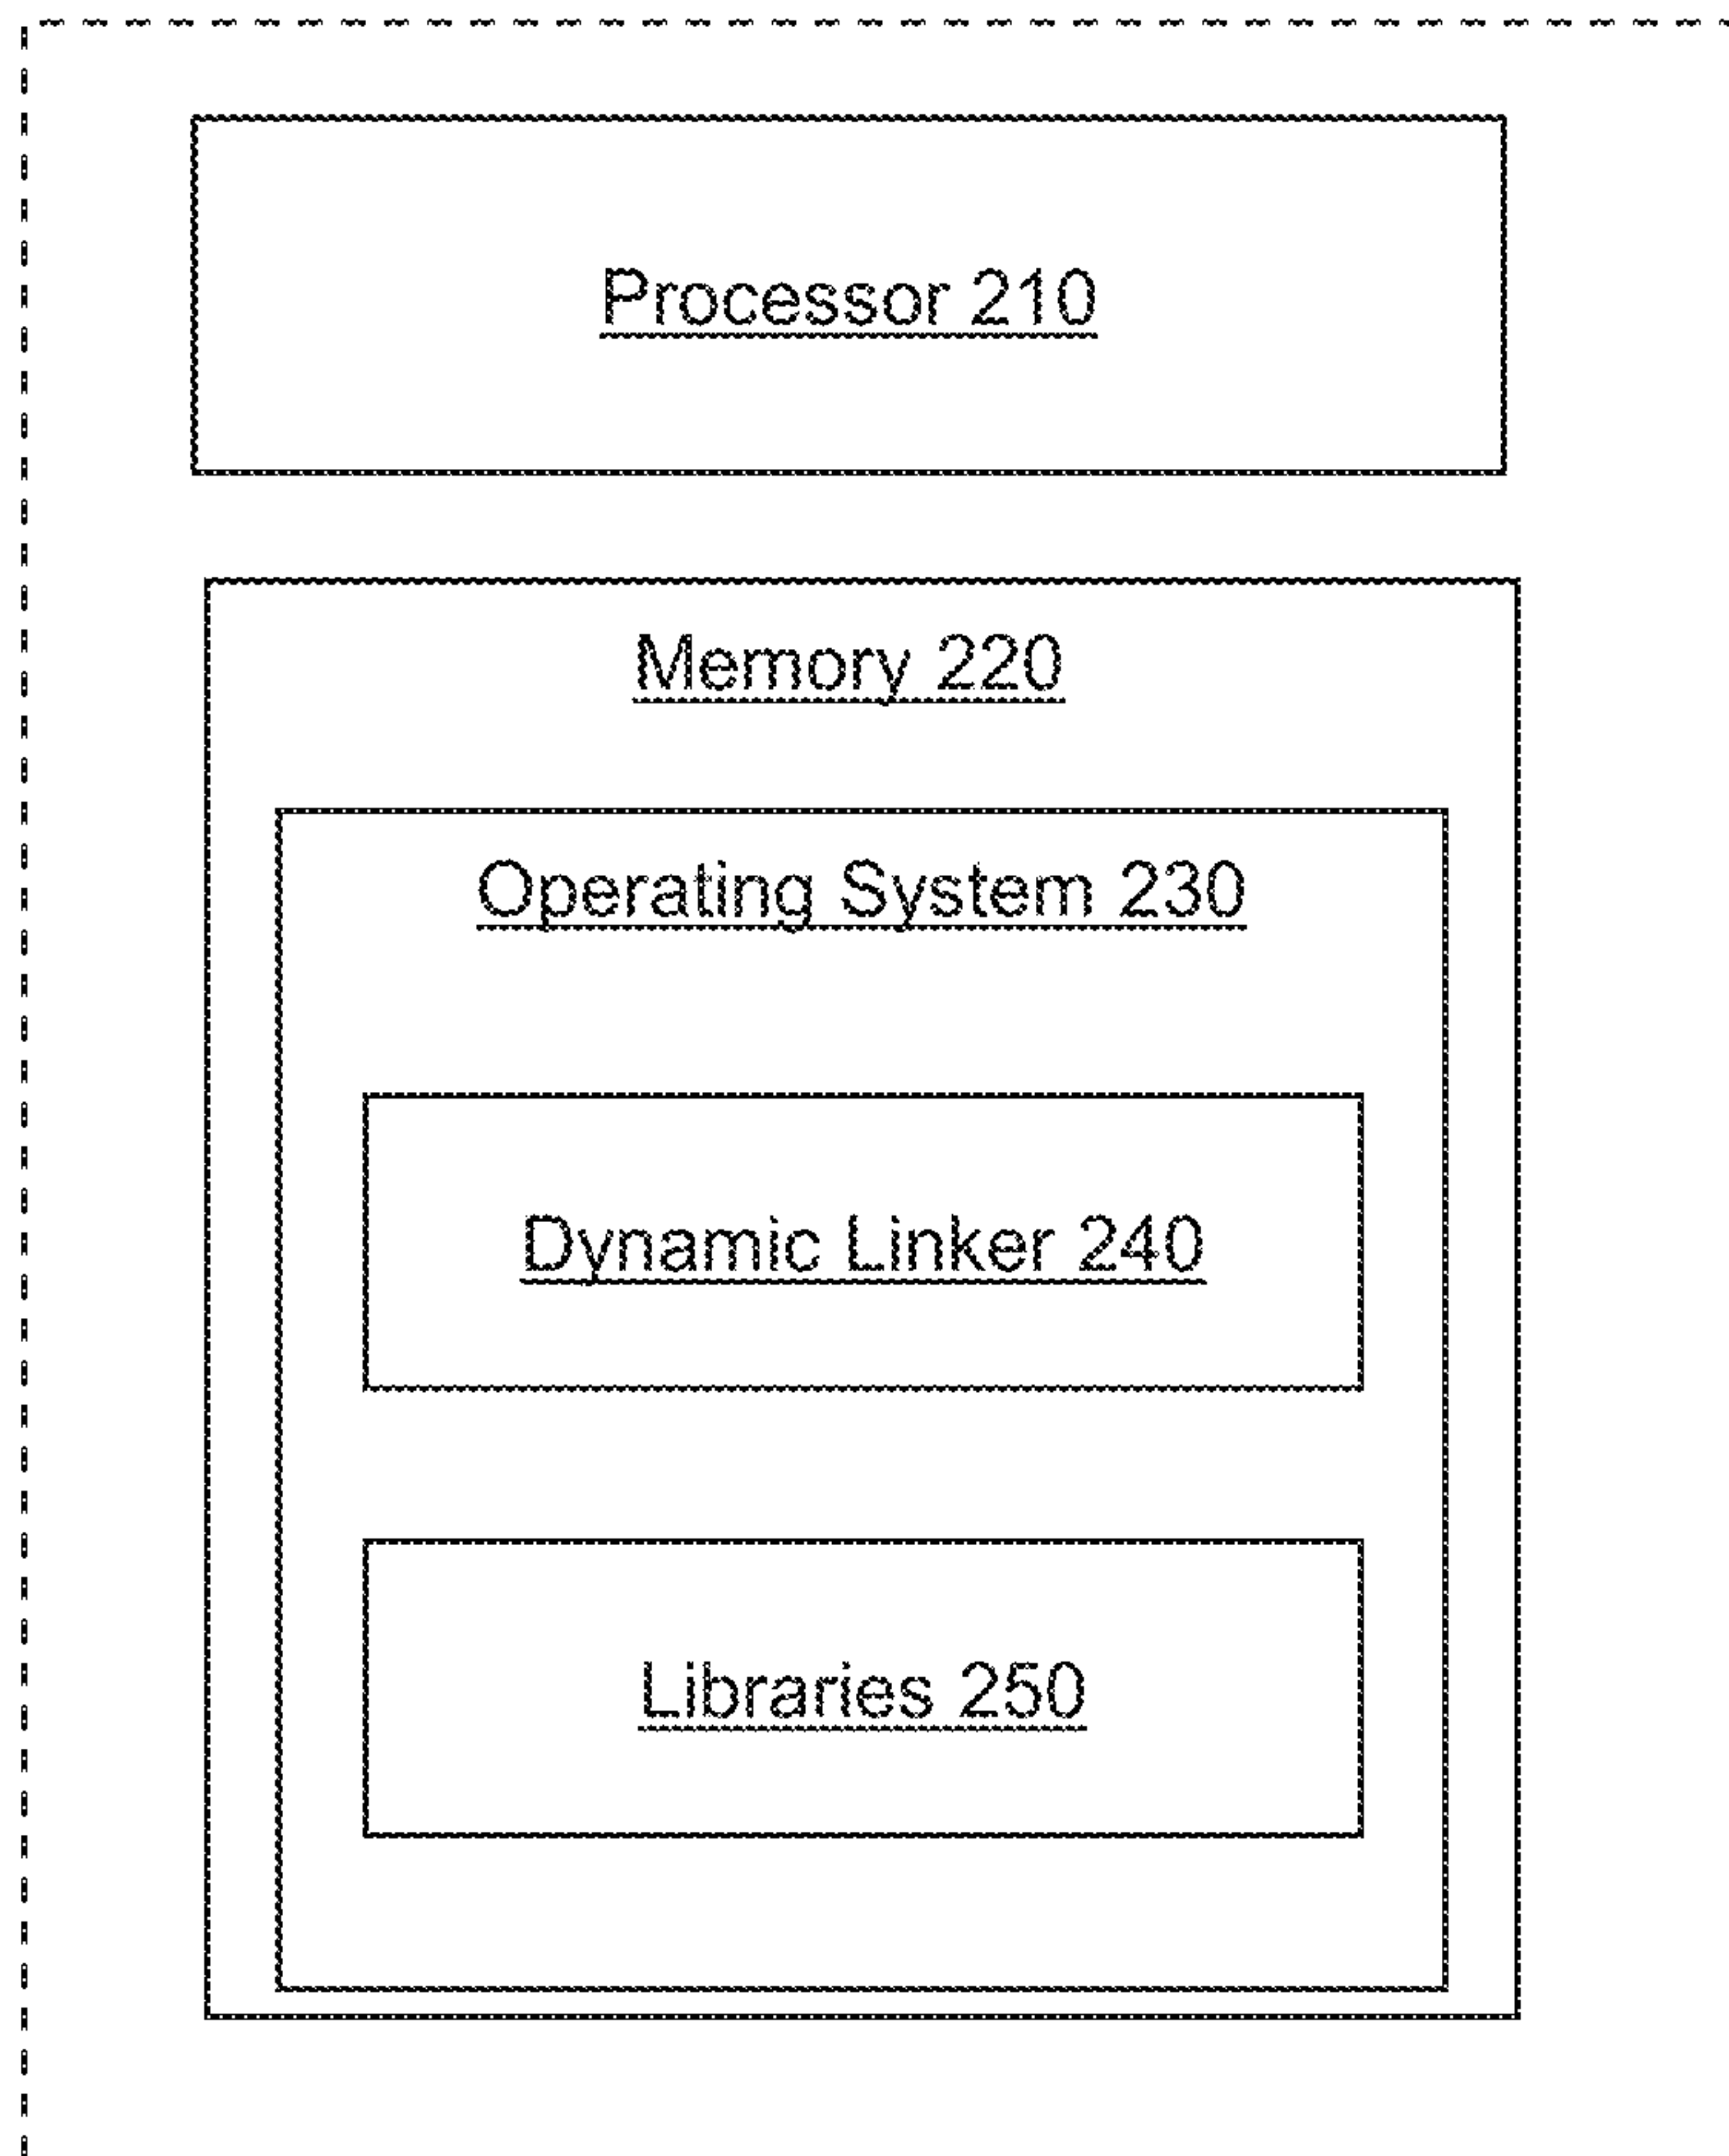 Processor 210
Memory 220
Operating System 230
Dynamic Linker 240
Libraries 250